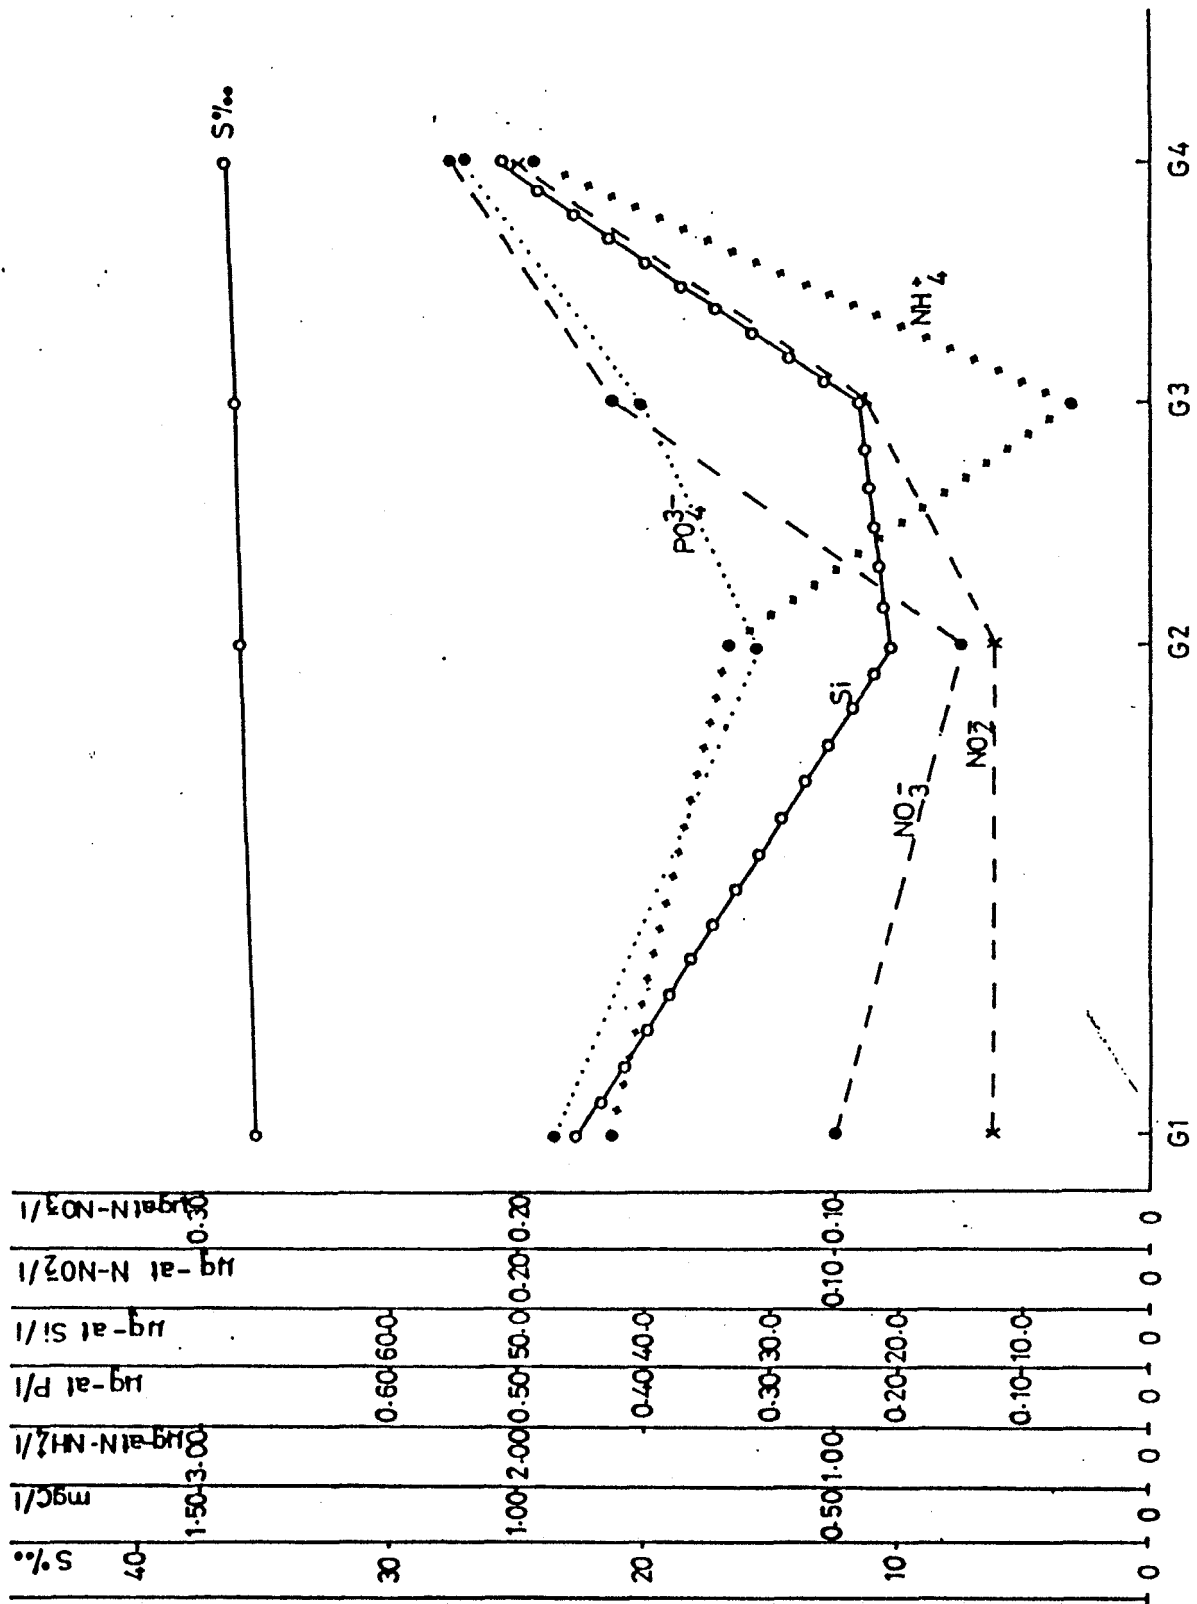 S‰
mgC/l
µg-at N-NH4+/l
µg-at P/l
µg-at Si/l
µg-at N-NO2-/l
µg at N-NO3-/l
40
30
20
10
0
1·50
1·00
0·50
0
3·00
2·00
1·00
0
0·60
0·50
0·40
0·30
0·20
0·10
0
60·0
50·0
40·0
30·0
20·0
10·0
0
0·20
0·10
0
0·30
0·20
0·10
0
S‰
PO4 3-
NH4+
Si
NO3-
NO2-
G1
G2
G3
G4